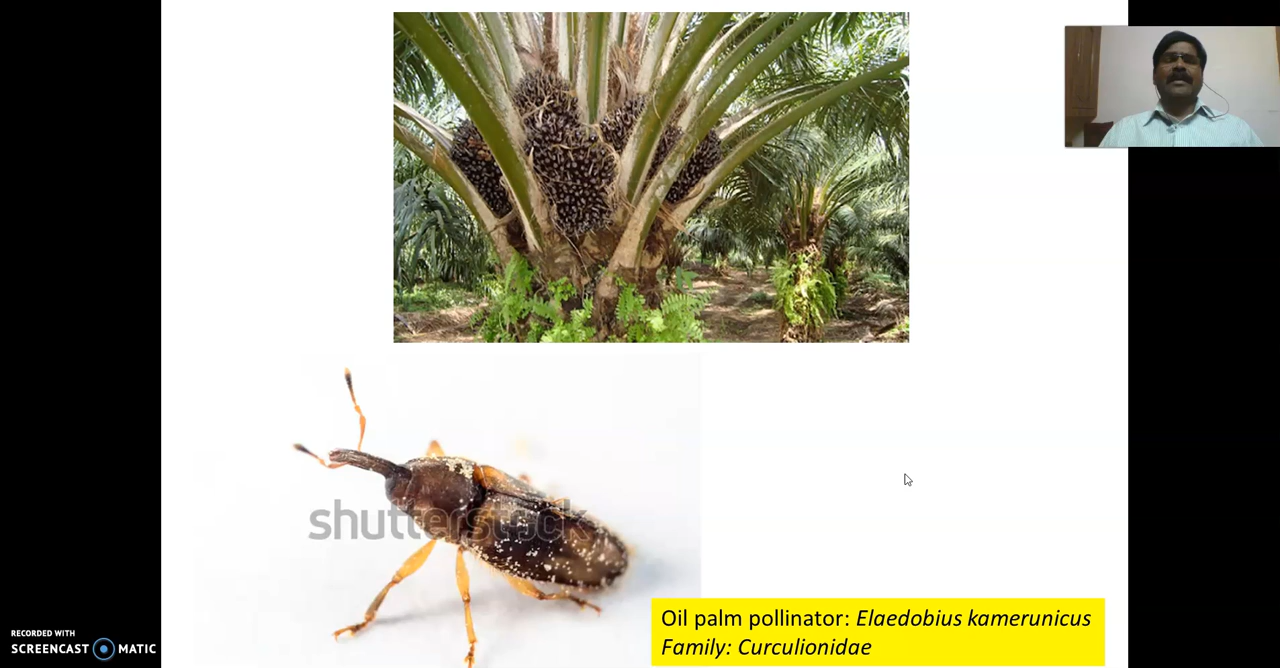 shutterstock
Oil palm pollinator: Elaedobius kamerunicus
Family: Curculionidae
RECORDED WITH
SCREENCAST MATIC